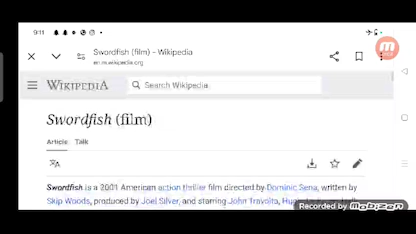 9:11
Swordfish (film) - Wikipedia
en.m.wikipedia.org
WIKIPEDIA
Search Wikipedia
Swordfish (film)
Article Talk
Swordfish is a 2001 American action thriller film directed by Dominic Sena, written by
Skip Woods, produced by Joel Silver, and starring John Travolta,
Recorded by Mobizen